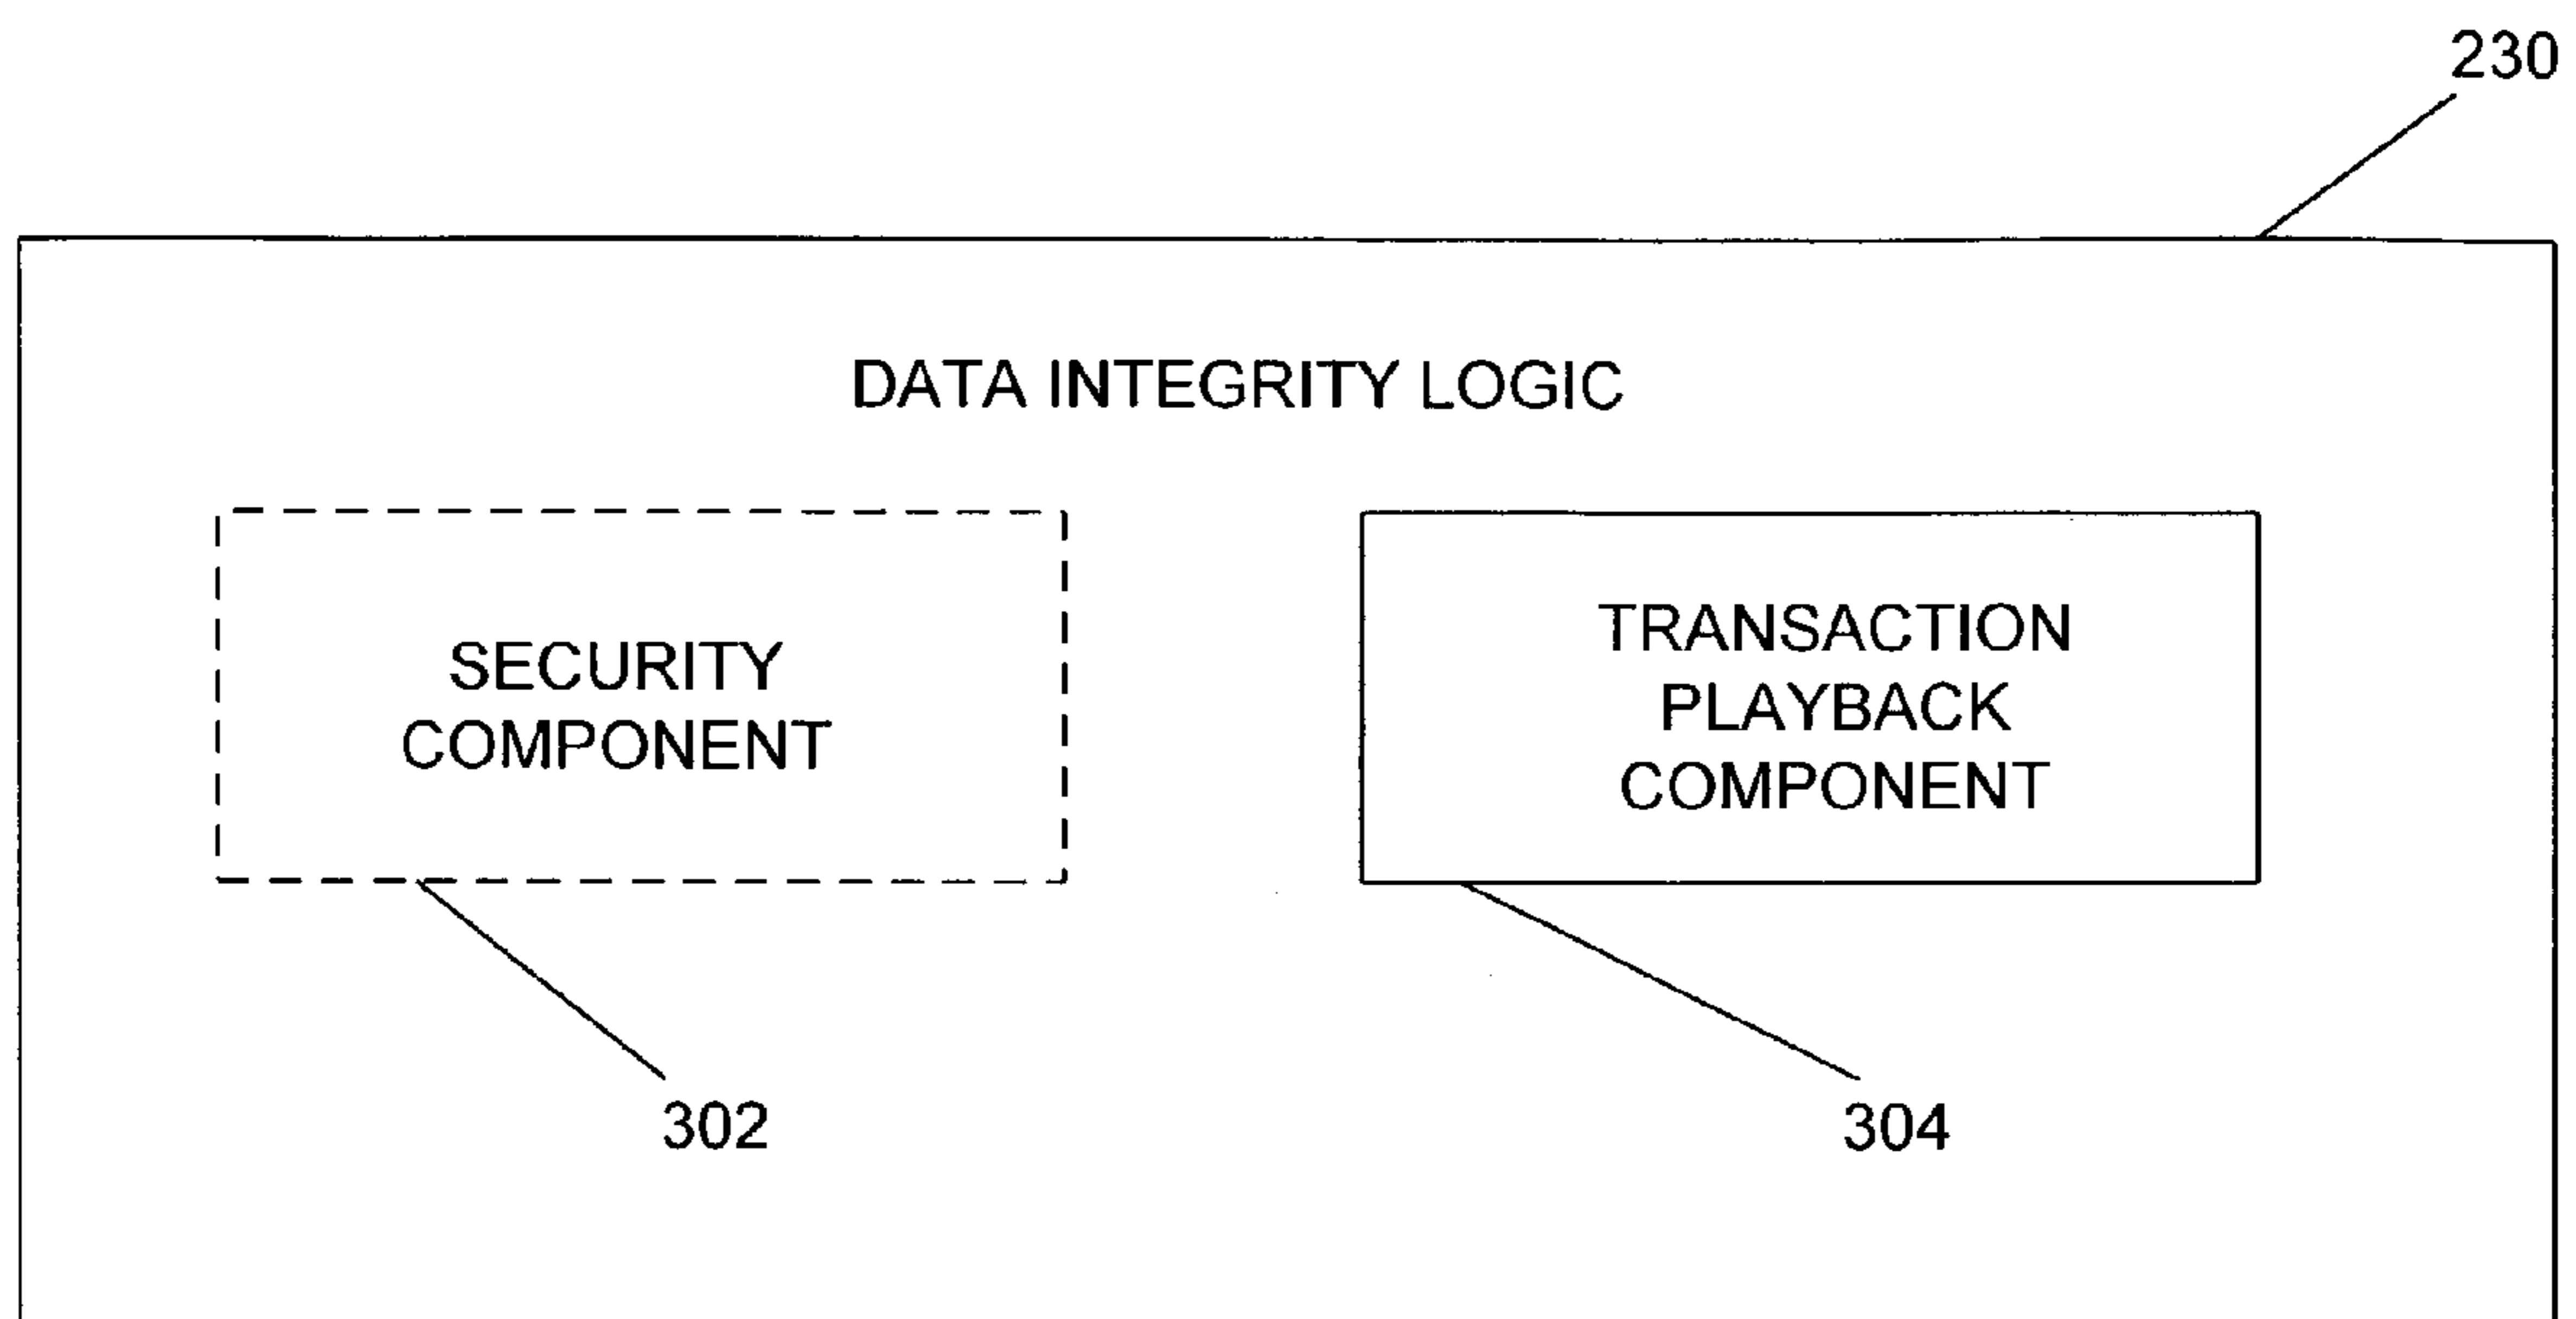 230
DATA INTEGRITY LOGIC
SECURITY
COMPONENT
TRANSACTION
PLAYBACK
COMPONENT
302
304